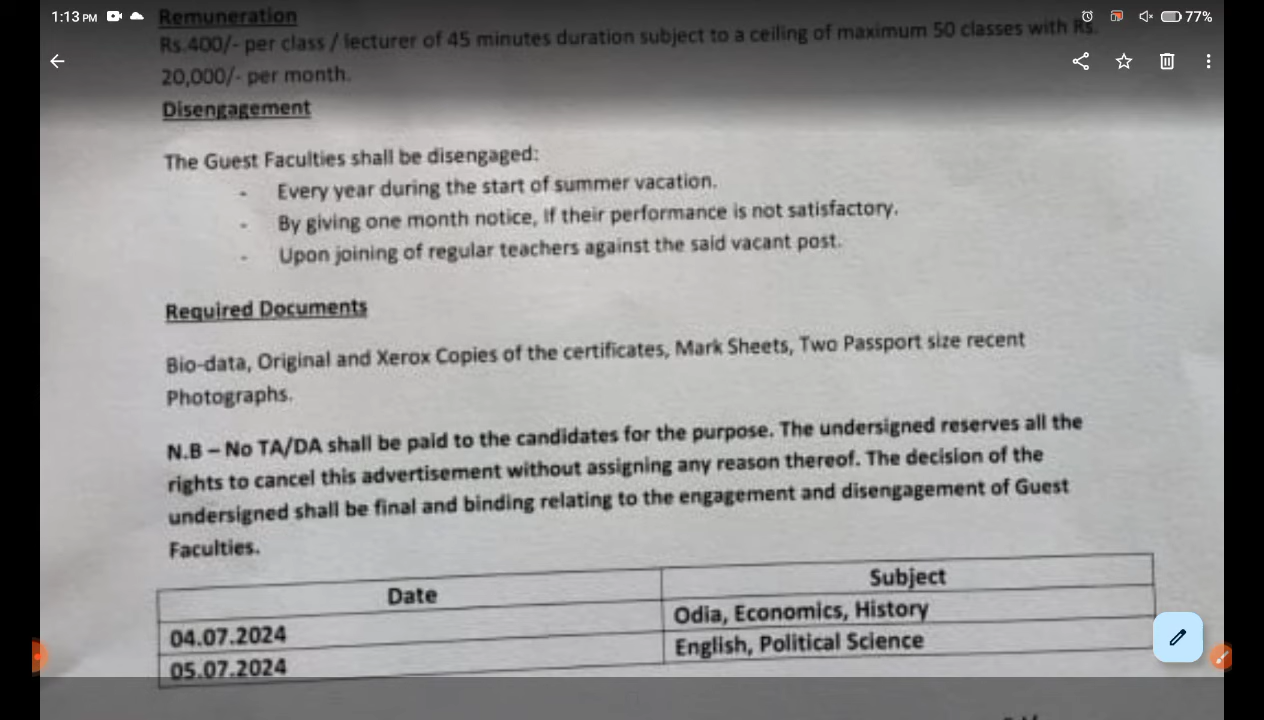 1:13 PM 77%
Remuneration
Rs.400/- per class / lecturer of 45 minutes duration subject to a ceiling of maximum 50 classes with Rs.
20,000/- per month.
Disengagement
The Guest Faculties shall be disengaged:
- Every year during the start of summer vacation.
- By giving one month notice, If their performance is not satisfactory.
- Upon joining of regular teachers against the said vacant post.
Required Documents
Bio-data, Original and Xerox Copies of the certificates, Mark Sheets, Two Passport size recent
Photographs.
N.B – No TA/DA shall be paid to the candidates for the purpose. The undersigned reserves all the
rights to cancel this advertisement without assigning any reason thereof. The decision of the
undersigned shall be final and binding relating to the engagement and disengagement of Guest
Faculties.
Date Subject
04.07.2024 Odia, Economics, History
05.07.2024 English, Political Science